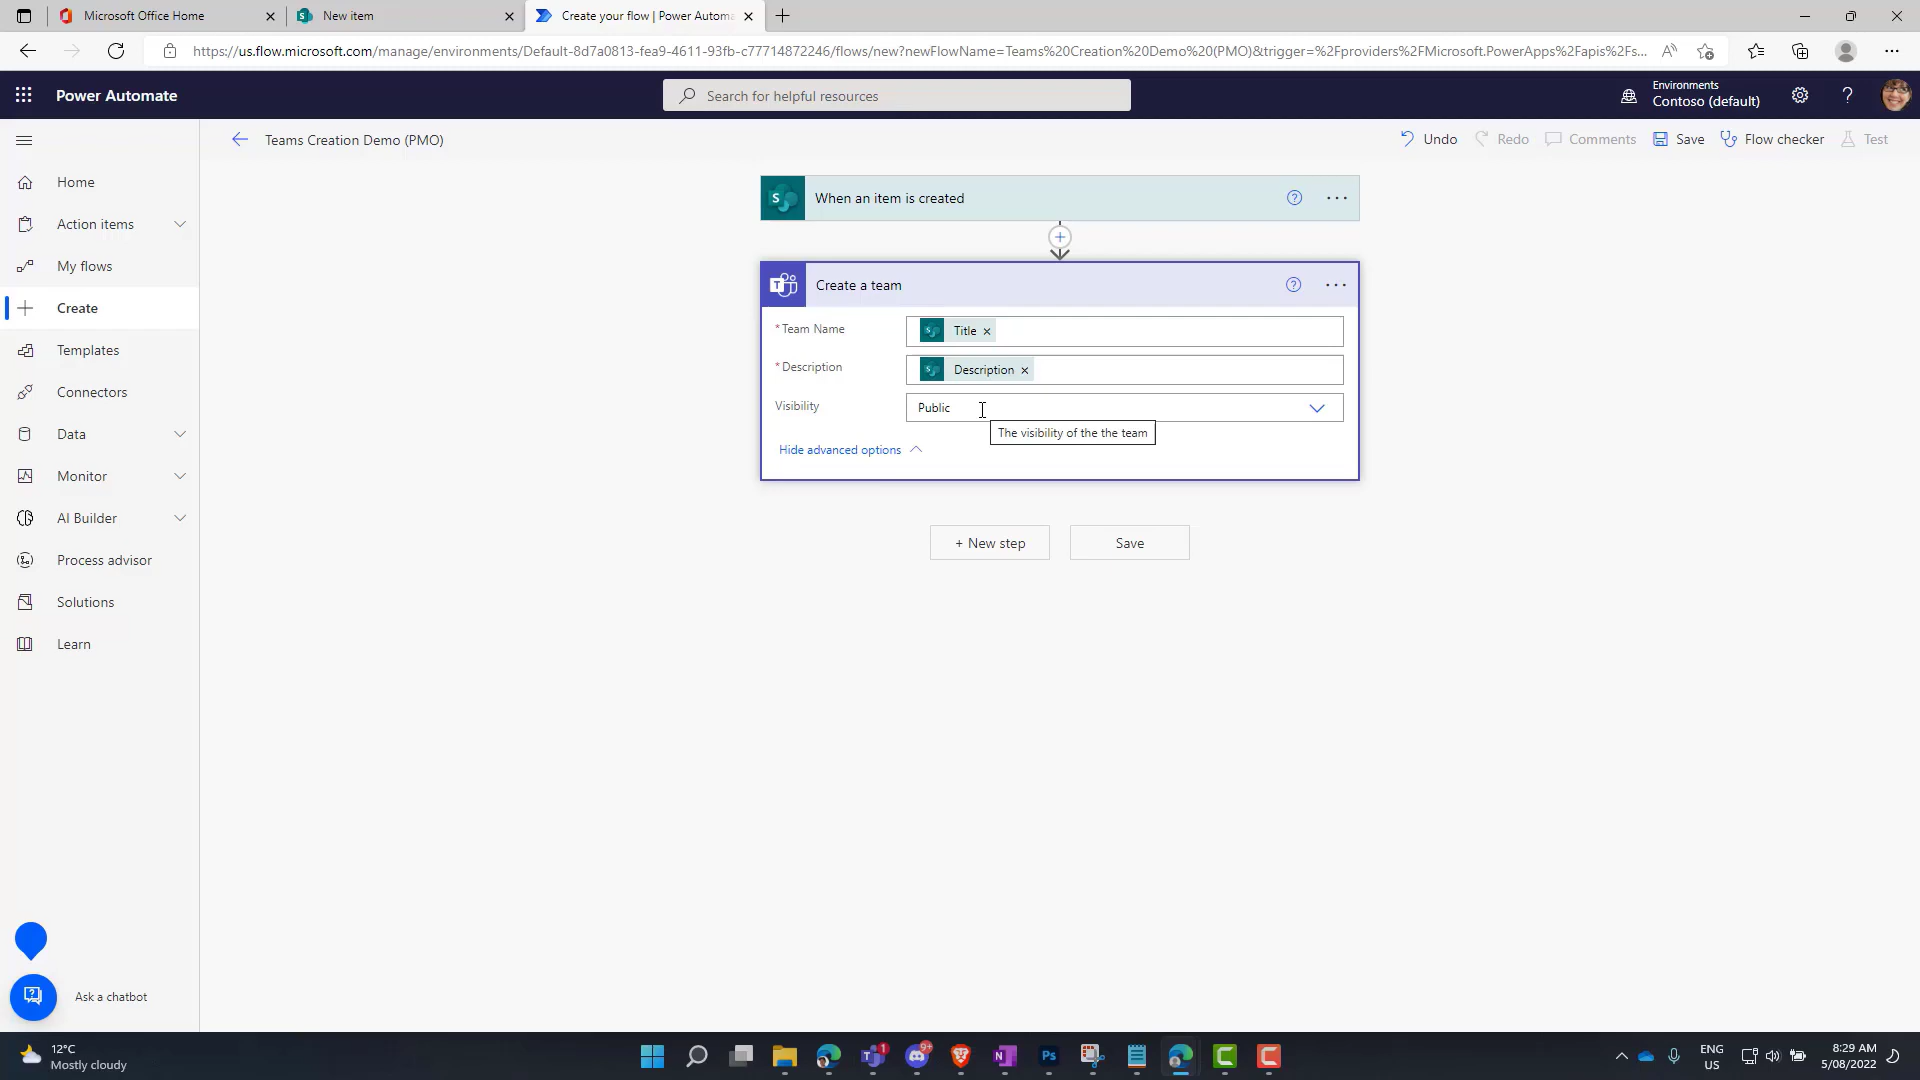 Microsoft Office Home
New item
Create your flow | Power Automa
https://us.flow.microsoft.com/manage/environments/Default-8d7a0813-fea9-4611-93fb-c77714872246/flows/new?newFlowName=Teams%20Creation%20Demo%20(PMO)&trigger=%2Fproviders%2FMicrosoft.PowerApps%2Fapis%2Fs...
Power Automate
Search for helpful resources
Environments
Contoso (default)
Teams Creation Demo (PMO)
Undo
Redo
Comments
Save
Flow checker
Test
Home
Action items
My flows
Create
Templates
Connectors
Data
Monitor
AI Builder
Process advisor
Solutions
Learn
When an item is created
Create a team
* Team Name
Title
* Description
Description
Visibility
Public
The visibility of the the team
Hide advanced options
+ New step
Save
Ask a chatbot
12°C
Mostly cloudy
1
9+
Ps
ENG
US
8:29 AM
5/08/2022